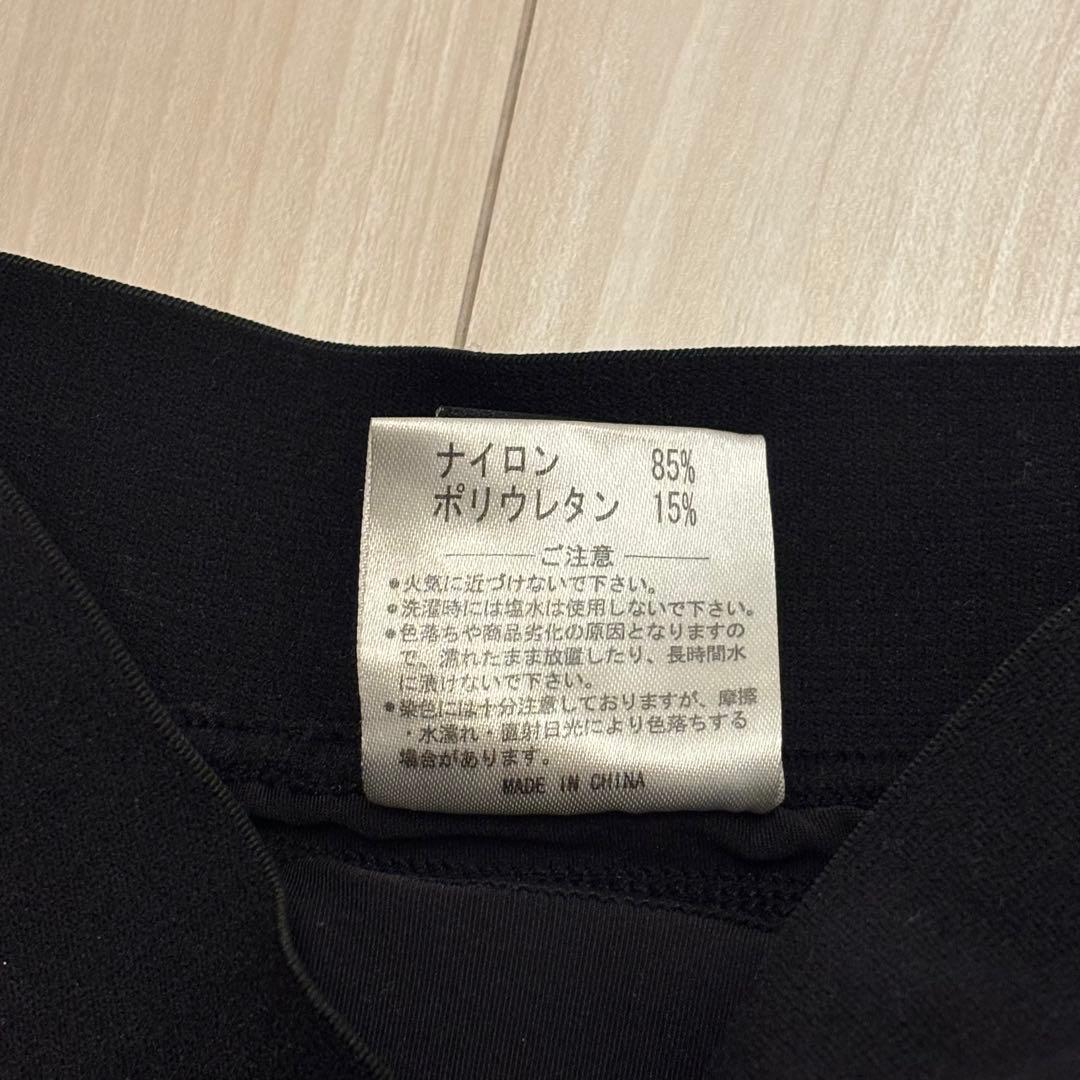 ナイロン 85%
ポリウレタン 15%
ご注意
●火気に近づけないで下さい。
●洗濯時には塩水は使用しないで下さい。
●色落ちや商品劣化の原因となりますの
で、濡れたまま放置したり、長時間水
に漬けないで下さい。
●染色には十分注意しておりますが、摩擦
・水濡れ・直射日光により色落ちする
場合があります。
MADE IN CHINA